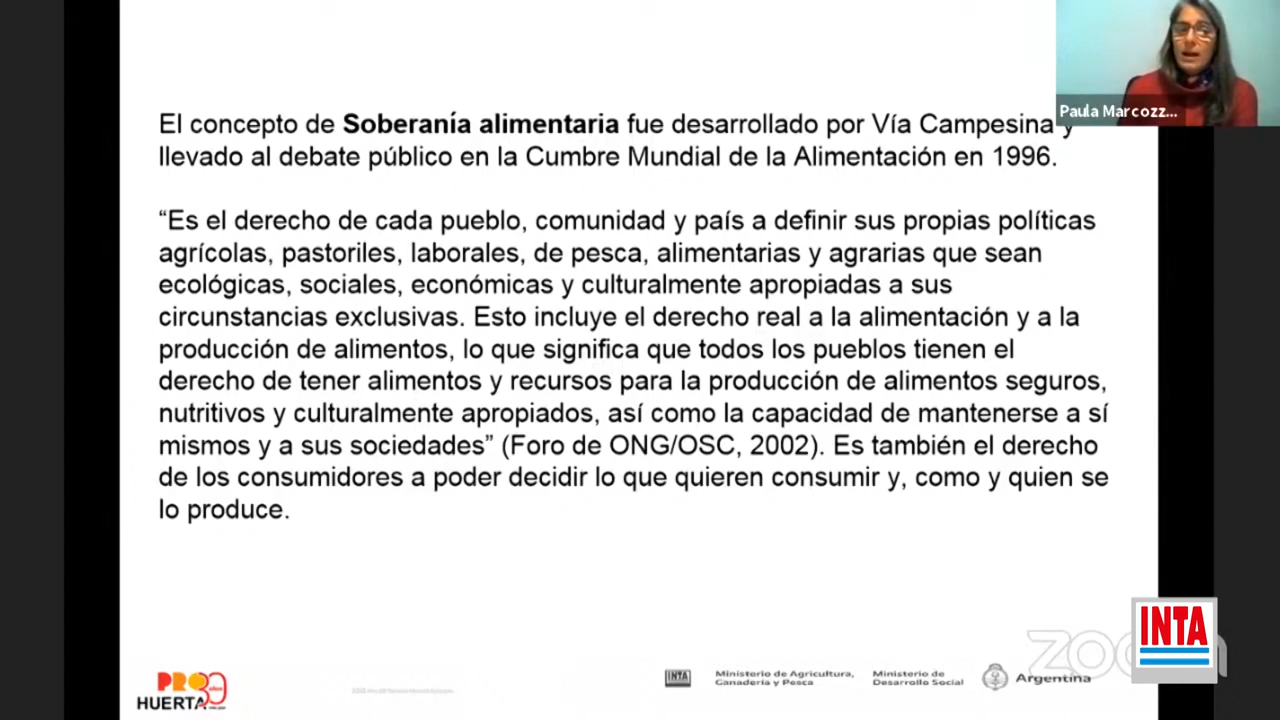 El concepto de Soberanía alimentaria fue desarrollado por Vía Campesina y
llevado al debate público en la Cumbre Mundial de la Alimentación en 1996.
“Es el derecho de cada pueblo, comunidad y país a definir sus propias políticas
agrícolas, pastoriles, laborales, de pesca, alimentarias y agrarias que sean
ecológicas, sociales, económicas y culturalmente apropiadas a sus
circunstancias exclusivas. Esto incluye el derecho real a la alimentación y a la
producción de alimentos, lo que significa que todos los pueblos tienen el
derecho de tener alimentos y recursos para la producción de alimentos seguros,
nutritivos y culturalmente apropiados, así como la capacidad de mantenerse a sí
mismos y a sus sociedades” (Foro de ONG/OSC, 2002). Es también el derecho
de los consumidores a poder decidir lo que quieren consumir y, como y quien se
lo produce.
Paula Marcozz...
PRO
HUERTA
30 años
INTA
Ministerio de Agricultura,
Ganadería y Pesca
Ministerio de
Desarrollo Social
Argentina
zoom
INTA